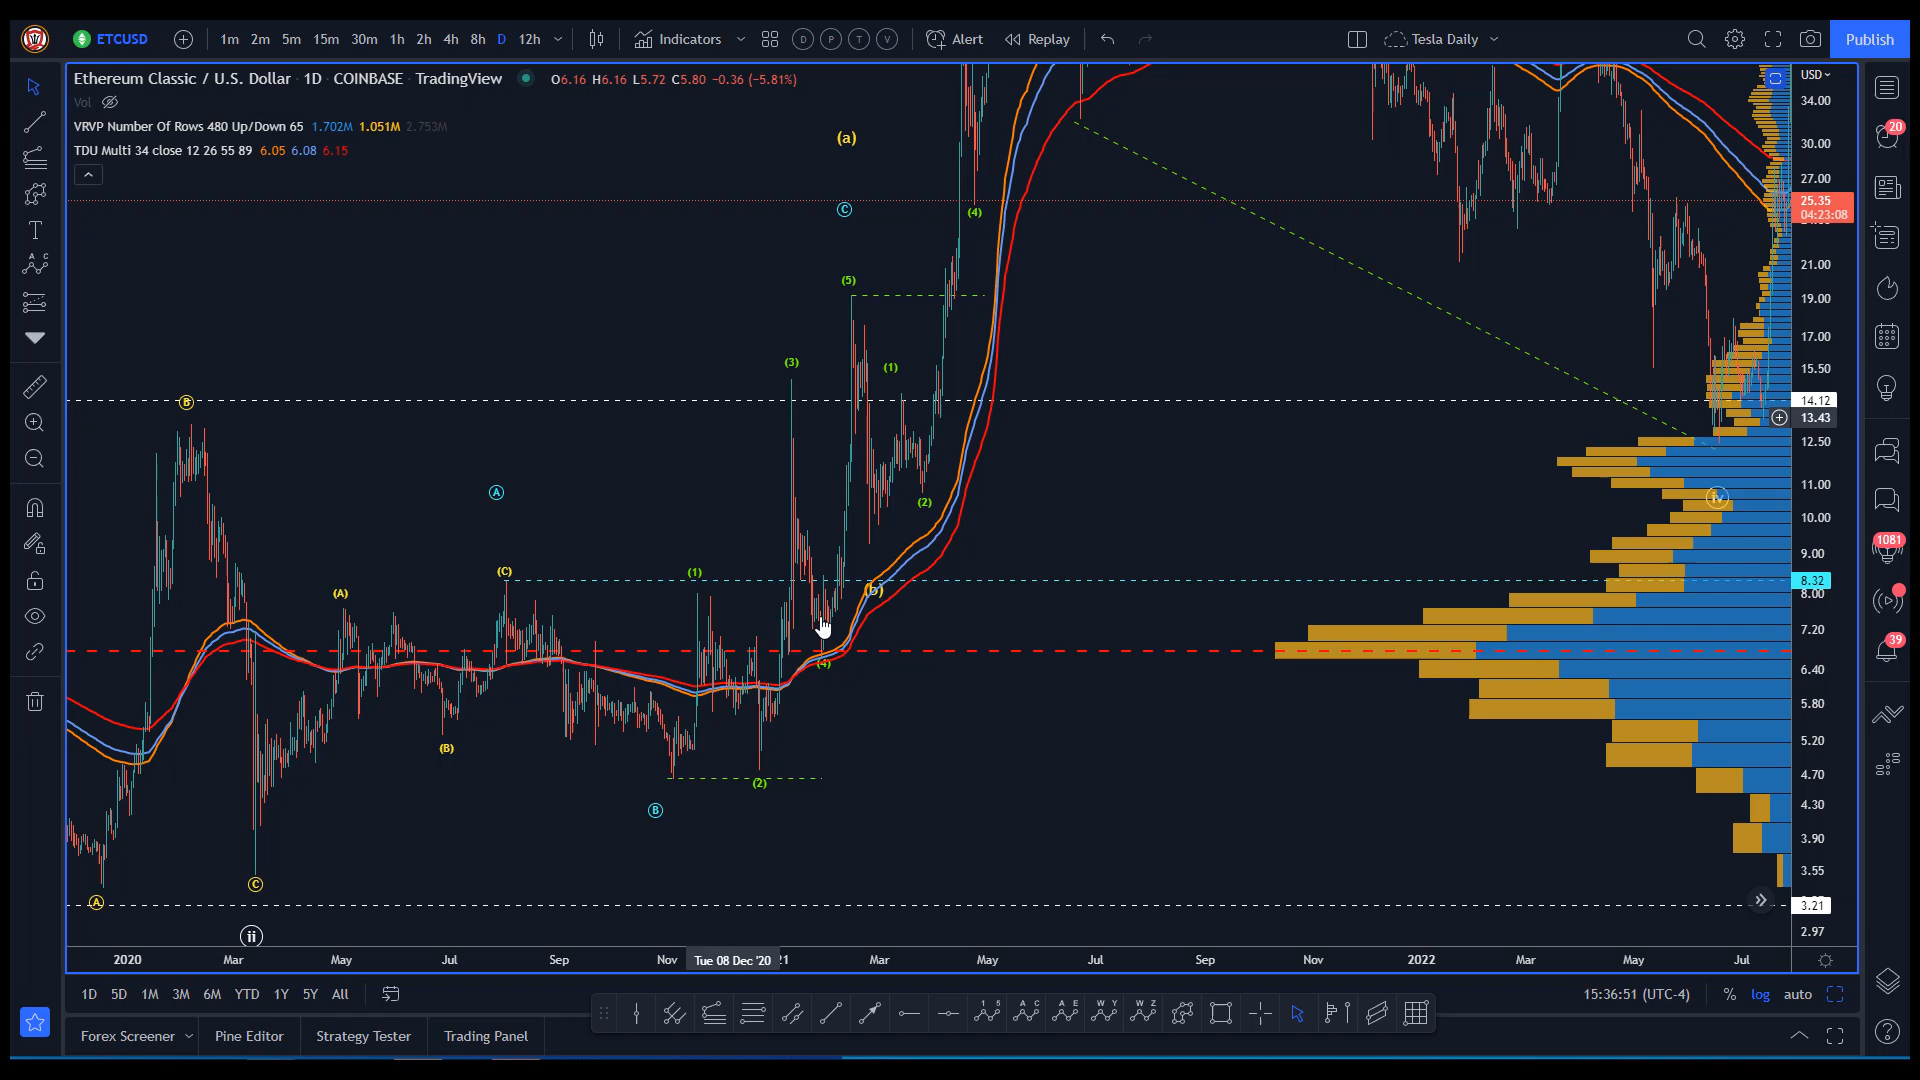 ETCUSD 1m 2m 5m 15m 30m 1h 2h 4h 8h D 12h Indicators D P T V Alert Replay Tesla Daily Publish
Ethereum Classic / U.S. Dollar · 1D · COINBASE · TradingView O6.16 H6.16 L5.72 C5.80 −0.36 (−5.81%)
Vol
VRVP Number Of Rows 480 Up/Down 65 1.702M 1.051M 2.753M
TDU Multi 34 close 12 26 55 89 6.05 6.08 6.15
USD
34.00
30.00
27.00
25.35
04:23:08
21.00
19.00
17.00
15.50
14.12
13.43
12.50
11.00
10.00
9.00
8.32
8.00
7.20
6.40
5.80
5.20
4.70
4.30
3.90
3.55
3.21
2.97
(a)
C
(4)
(5)
(3)
(1)
B
A
(2)
iv
(C)
(1)
(A)
(b)
(4)
(B)
(2)
B
C
A
ii
20
1081
39
2020 Mar May Jul Sep Nov Tue 08 Dec '20 21 Mar May Jul Sep Nov 2022 Mar May Jul
1D 5D 1M 3M 6M YTD 1Y 5Y All 15:36:51 (UTC-4) % log auto
Forex Screener Pine Editor Strategy Tester Trading Panel